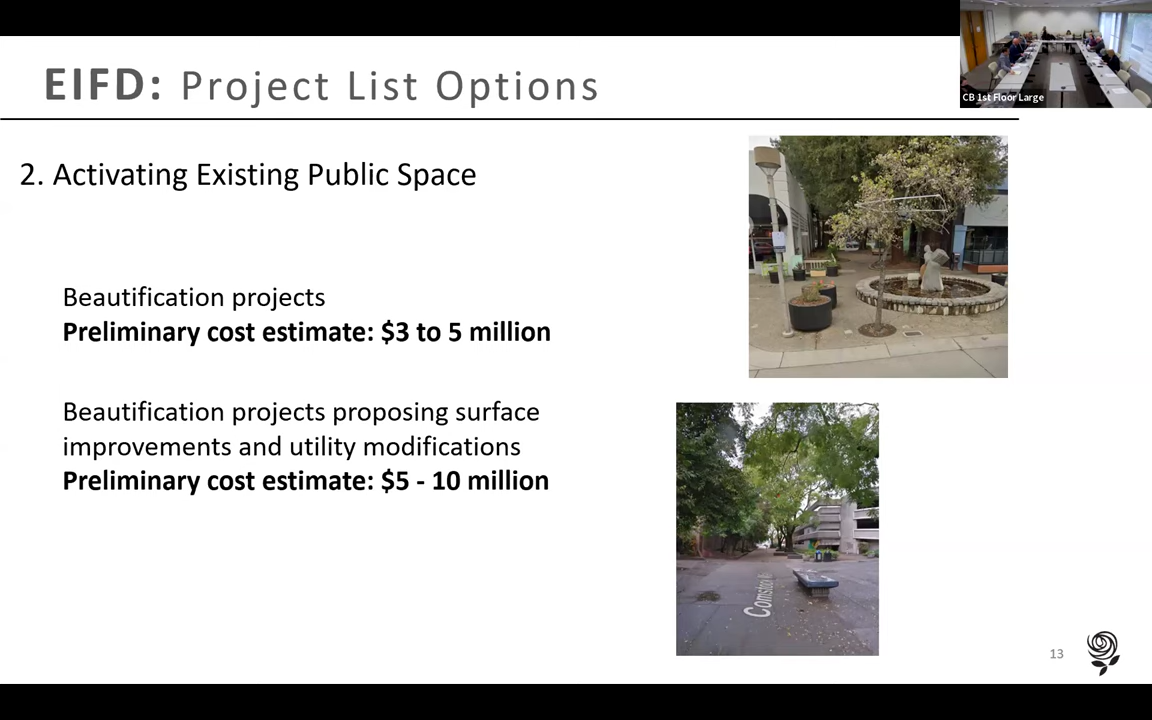 EIFD: Project List Options
CB 1st Floor Large
2. Activating Existing Public Space
Beautification projects
Preliminary cost estimate: $3 to 5 million
Beautification projects proposing surface
improvements and utility modifications
Preliminary cost estimate: $5 - 10 million
13